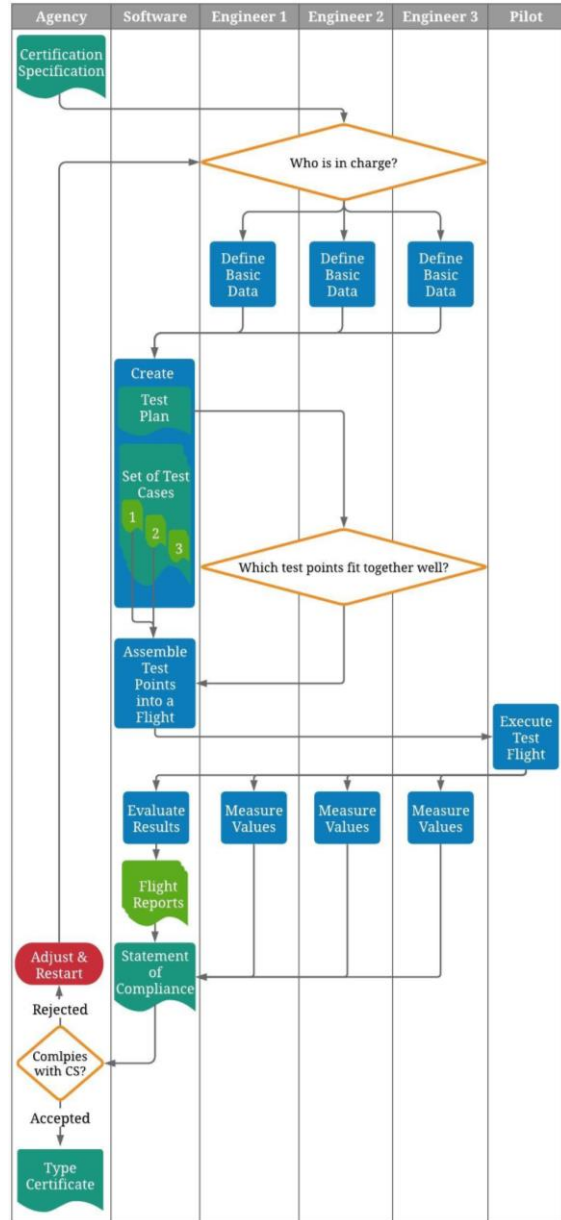 Agency Software Engineer 1 Engineer 2 Engineer 3 Pilot
Certification
Specification
Who is in charge?
Define
Basic
Data
Define
Basic
Data
Define
Basic
Data
Create
Test
Plan
Set of Test
Cases
1
2
3
Which test points fit together well?
Assemble
Test
Points
into a
Flight
Execute
Test
Flight
Evaluate
Results
Measure
Values
Measure
Values
Measure
Values
Flight
Reports
Statement
of
Compliance
Adjust &
Restart
Rejected
Comlpies
with CS?
Accepted
Type
Certificate